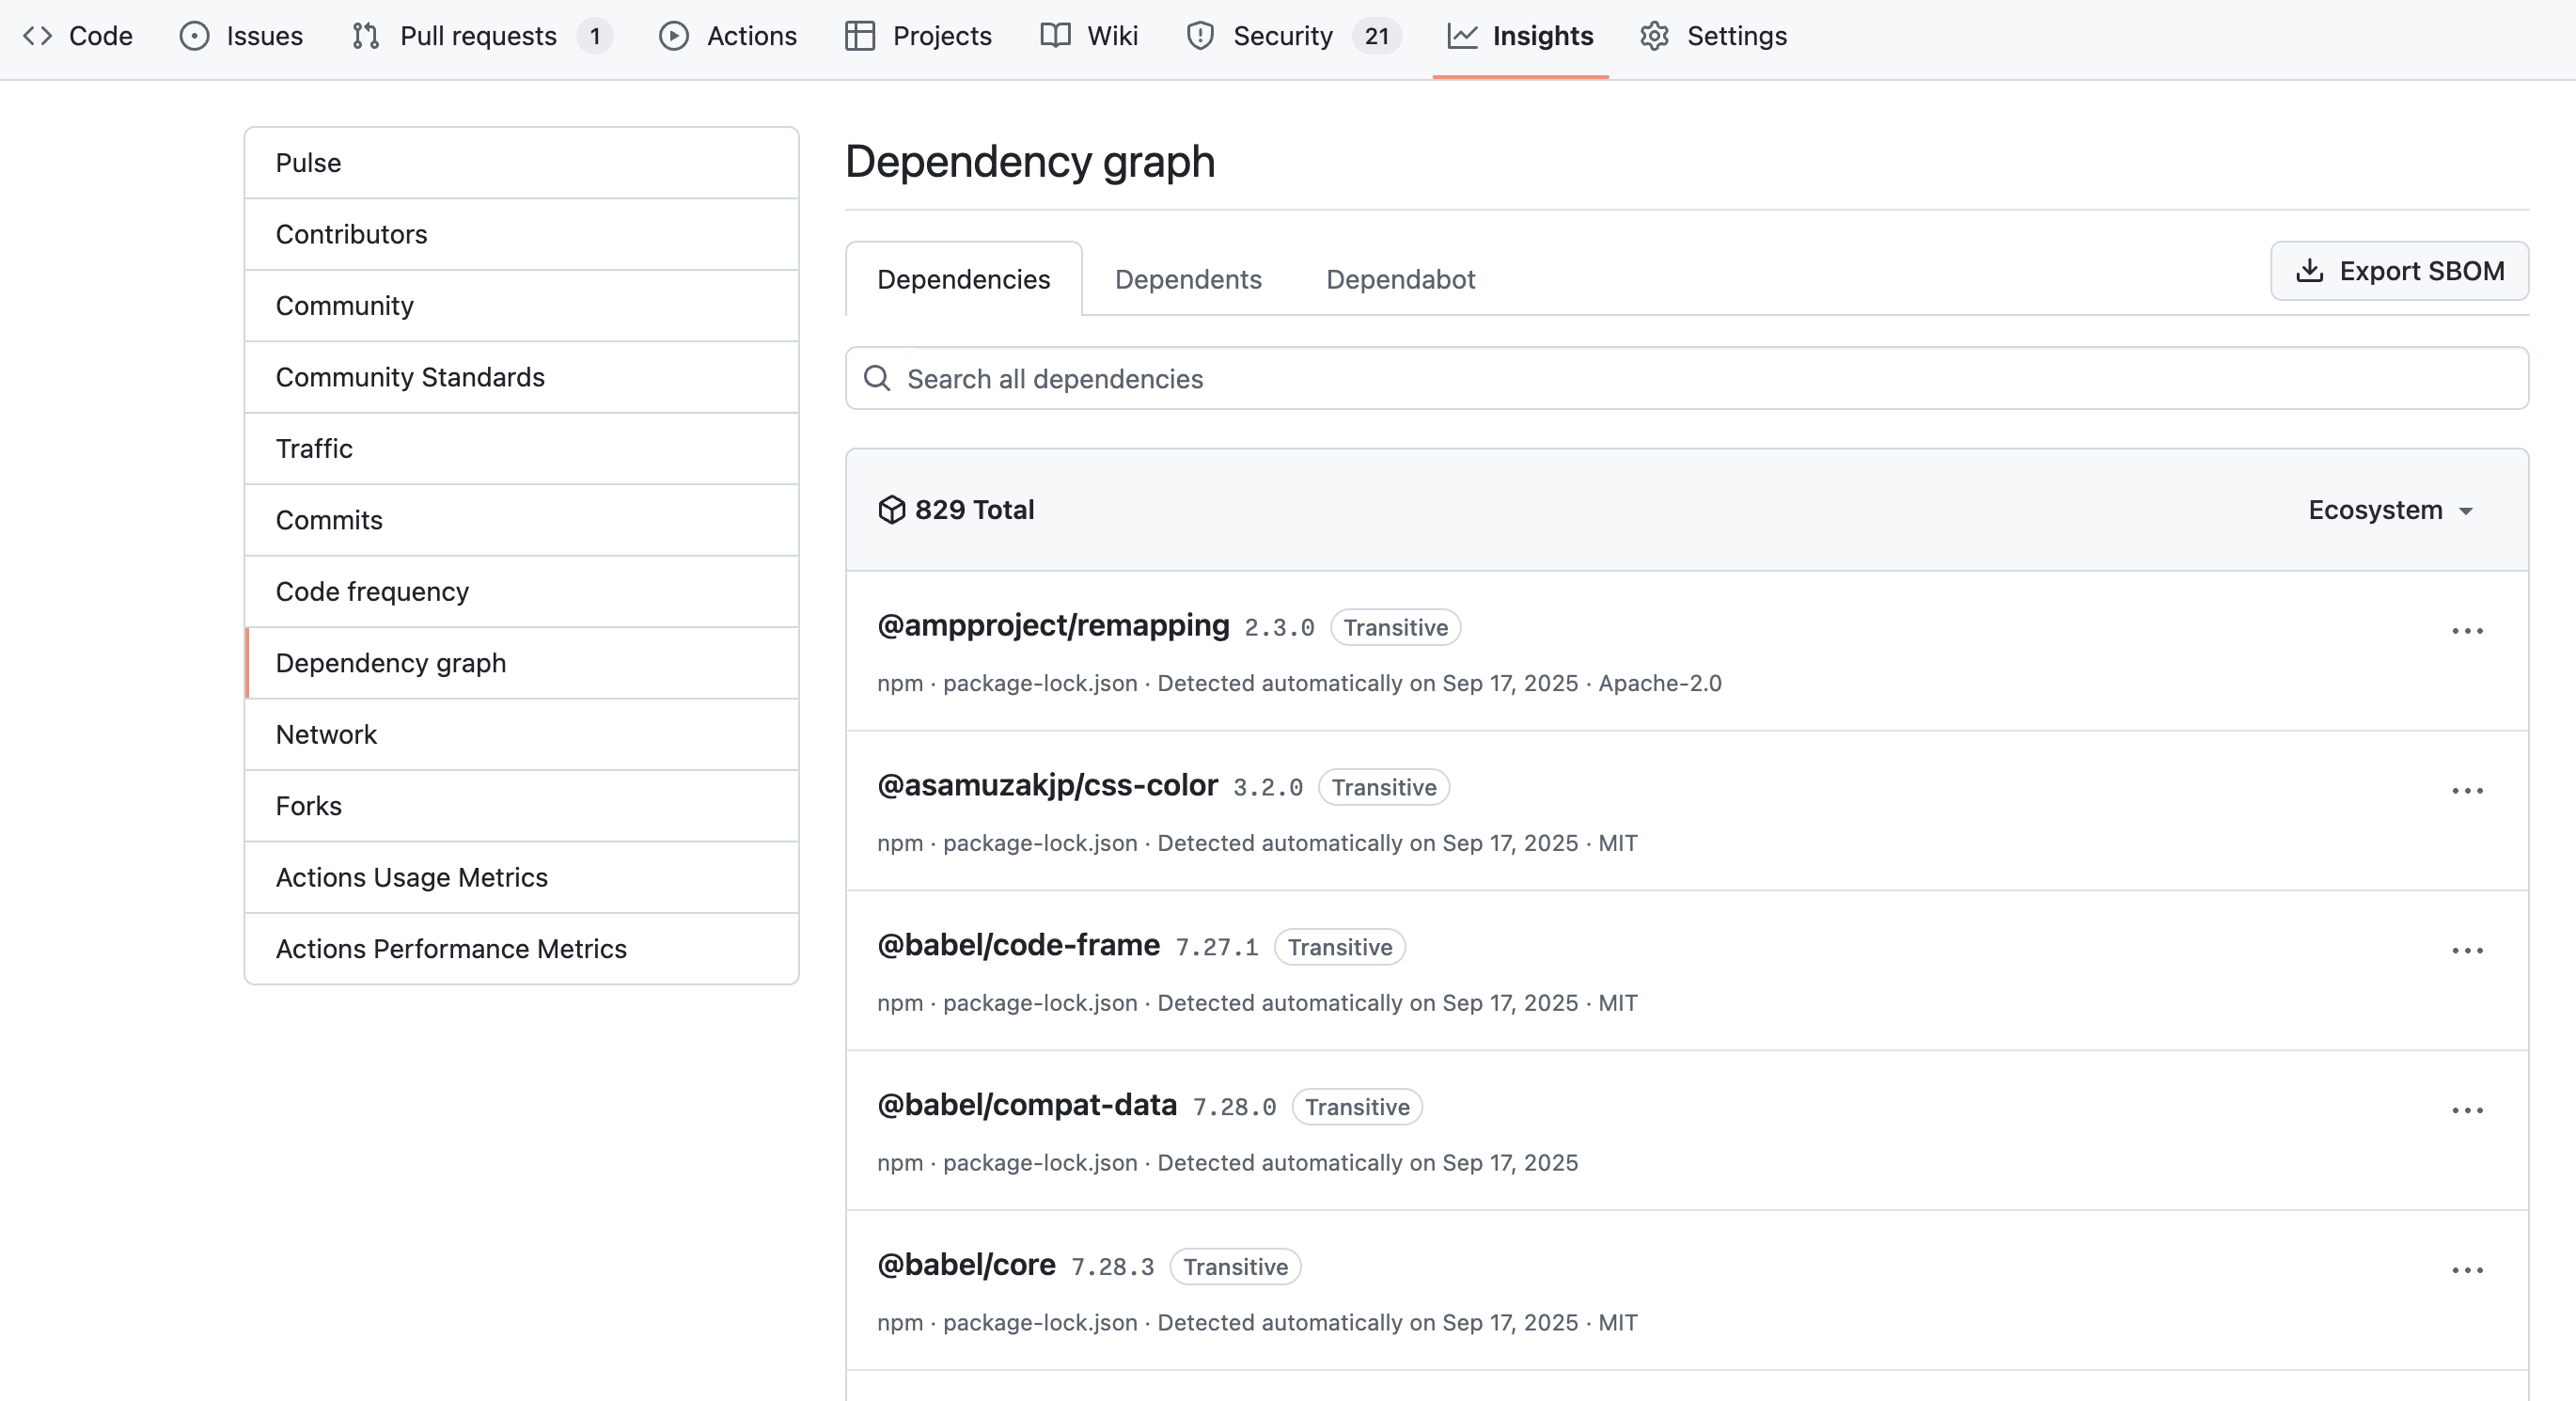 Code Issues Pull requests 1 Actions Projects Wiki Security 21 Insights Settings
Pulse
Contributors
Community
Community Standards
Traffic
Commits
Code frequency
Dependency graph
Network
Forks
Actions Usage Metrics
Actions Performance Metrics
Dependency graph
Dependencies Dependents Dependabot Export SBOM
Search all dependencies
829 Total Ecosystem
@ampproject/remapping 2.3.0 Transitive
npm · package-lock.json · Detected automatically on Sep 17, 2025 · Apache-2.0
@asamuzakjp/css-color 3.2.0 Transitive
npm · package-lock.json · Detected automatically on Sep 17, 2025 · MIT
@babel/code-frame 7.27.1 Transitive
npm · package-lock.json · Detected automatically on Sep 17, 2025 · MIT
@babel/compat-data 7.28.0 Transitive
npm · package-lock.json · Detected automatically on Sep 17, 2025
@babel/core 7.28.3 Transitive
npm · package-lock.json · Detected automatically on Sep 17, 2025 · MIT